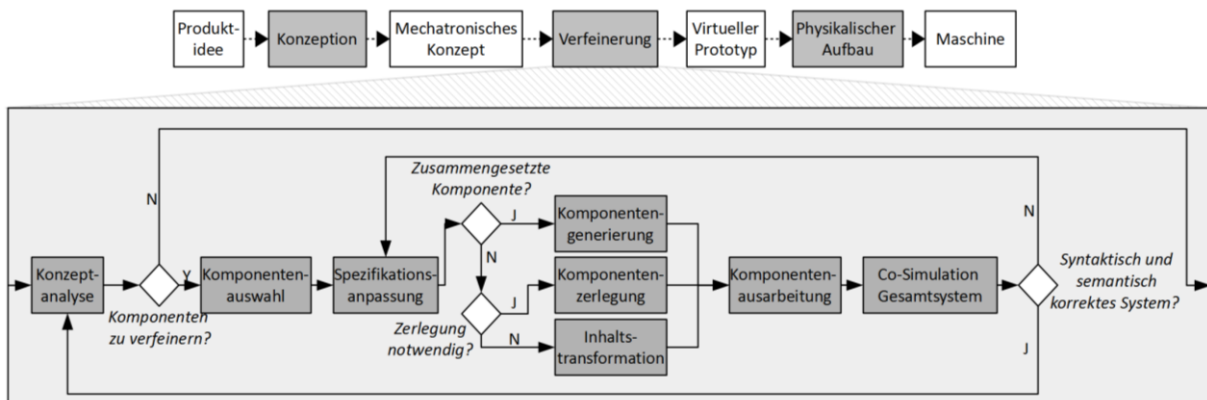 Produkt-
idee
Konzeption
Mechatronisches
Konzept
Verfeinerung
Virtueller
Prototyp
Physikalischer
Aufbau
Maschine
N
Zusammengesetzte
Komponente?
J
N
Komponenten-
generierung
N
Konzept-
analyse
Y
Komponenten
zu verfeinern?
Komponenten-
auswahl
Spezifikations-
anpassung
J
Komponenten-
zerlegung
Zerlegung
notwendig?
N
Inhalts-
transformation
Komponenten-
ausarbeitung
Co-Simulation
Gesamtsystem
Syntaktisch und
semantisch
korrektes System?
J